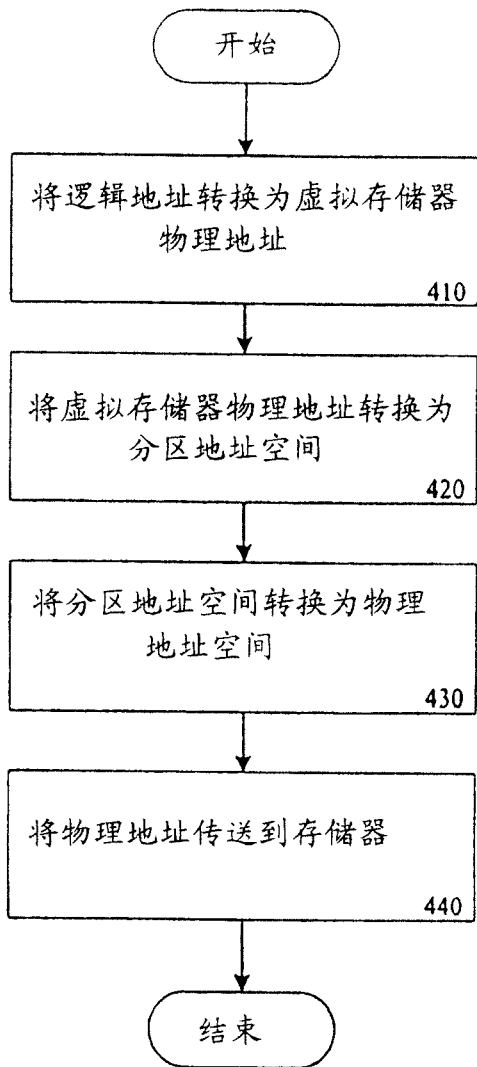 开始
将逻辑地址转换为虚拟存储器
物理地址
410
将虚拟存储器物理地址转换为
分区地址空间
420
将分区地址空间转换为物理
地址空间
430
将物理地址传送到存储器
440
结束